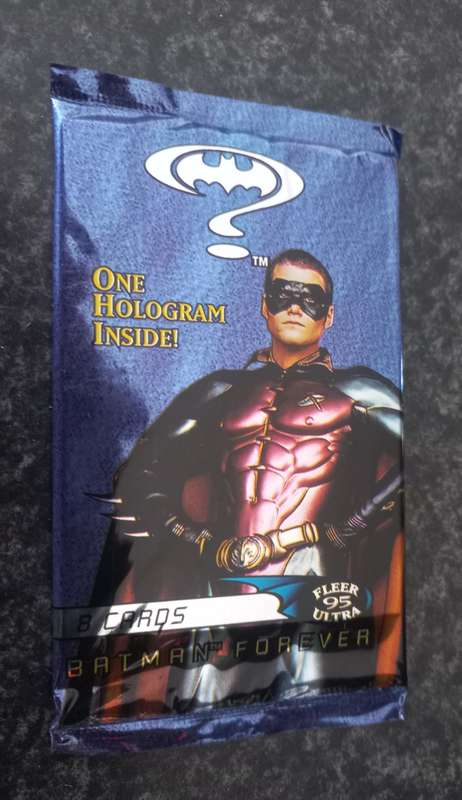 TM
ONE
HOLOGRAM
INSIDE!
FLEER
95
ULTRA
8 CARDS
BATMAN FOREVER